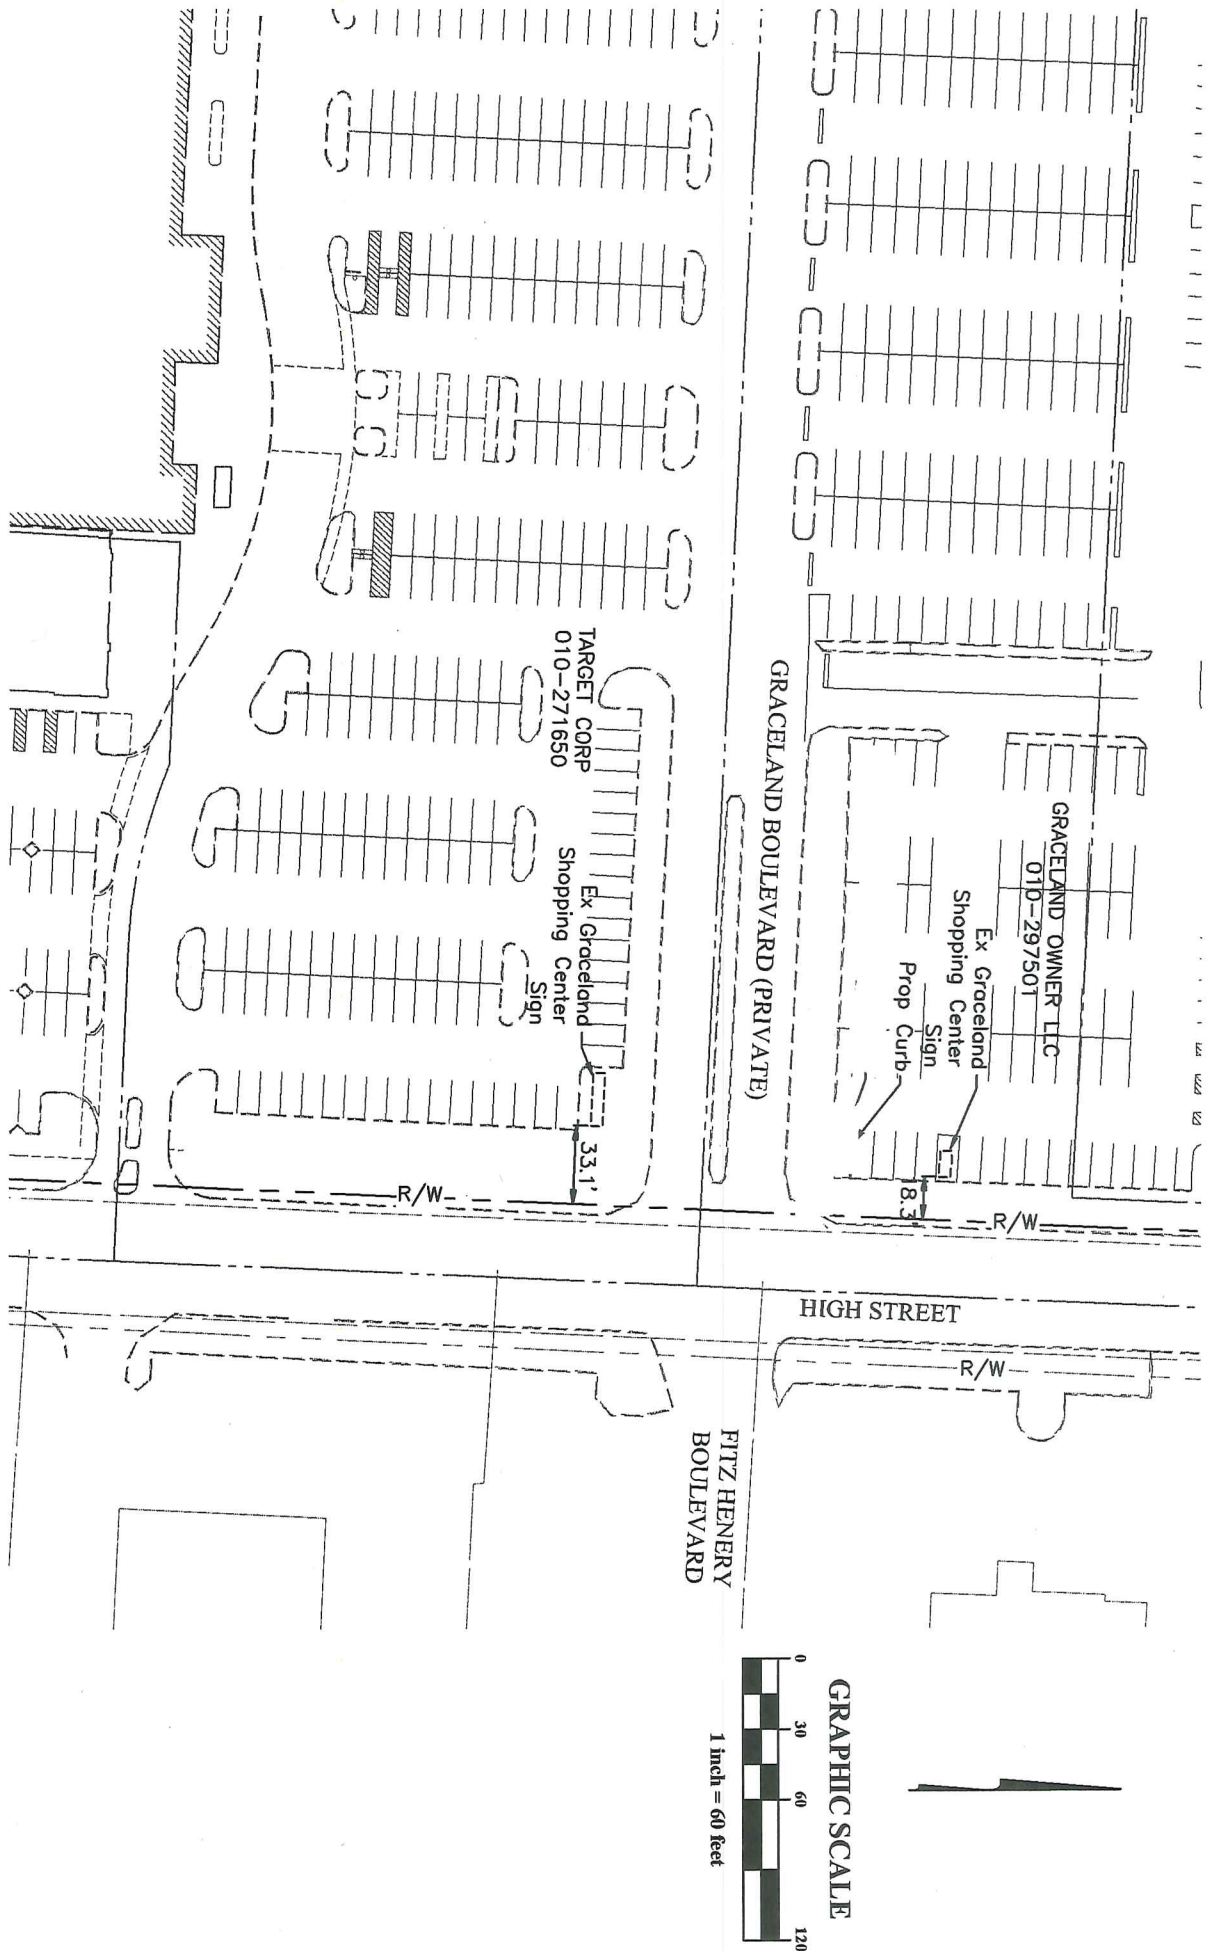 GRACELAND OWNER LLC
010-297501
Ex Graceland
Shopping Center
Sign
Prop Curb
18.3'
R/W
GRACELAND BOULEVARD (PRIVATE)
TARGET CORP
010-271650
Ex Graceland
Shopping Center
Sign
33.1'
R/W
HIGH STREET
R/W
FITZ HENERY
BOULEVARD
GRAPHIC SCALE
0
30
60
120
1 inch = 60 feet